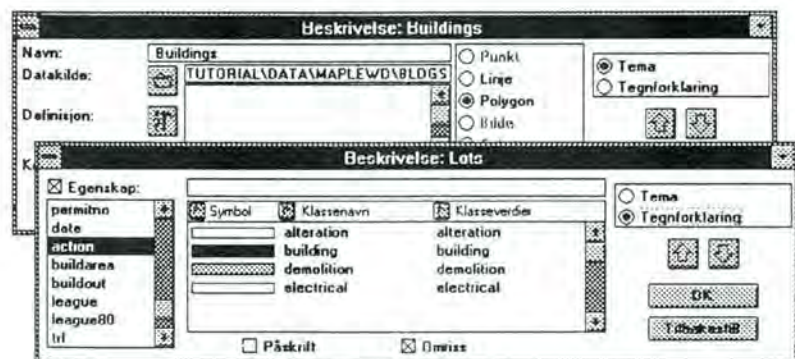 Beskrivelse: Buildings
Navn: Buildings
Datakilde: TUTORIAL\DATA\MAPLEWD\BLDGS
Definisjon:
Punkt
Linje
Polygon
Bilde
Tema
Tegnforklaring
Beskrivelse: Lots
Egenskap:
permitno
date
action
buildarea
buildout
league
league80
trl
Symbol Klassenavn Klasseverdier
alteration alteration
building building
demolition demolition
electrical electrical
Påskrift Omriss
Tema
Tegnforklaring
OK